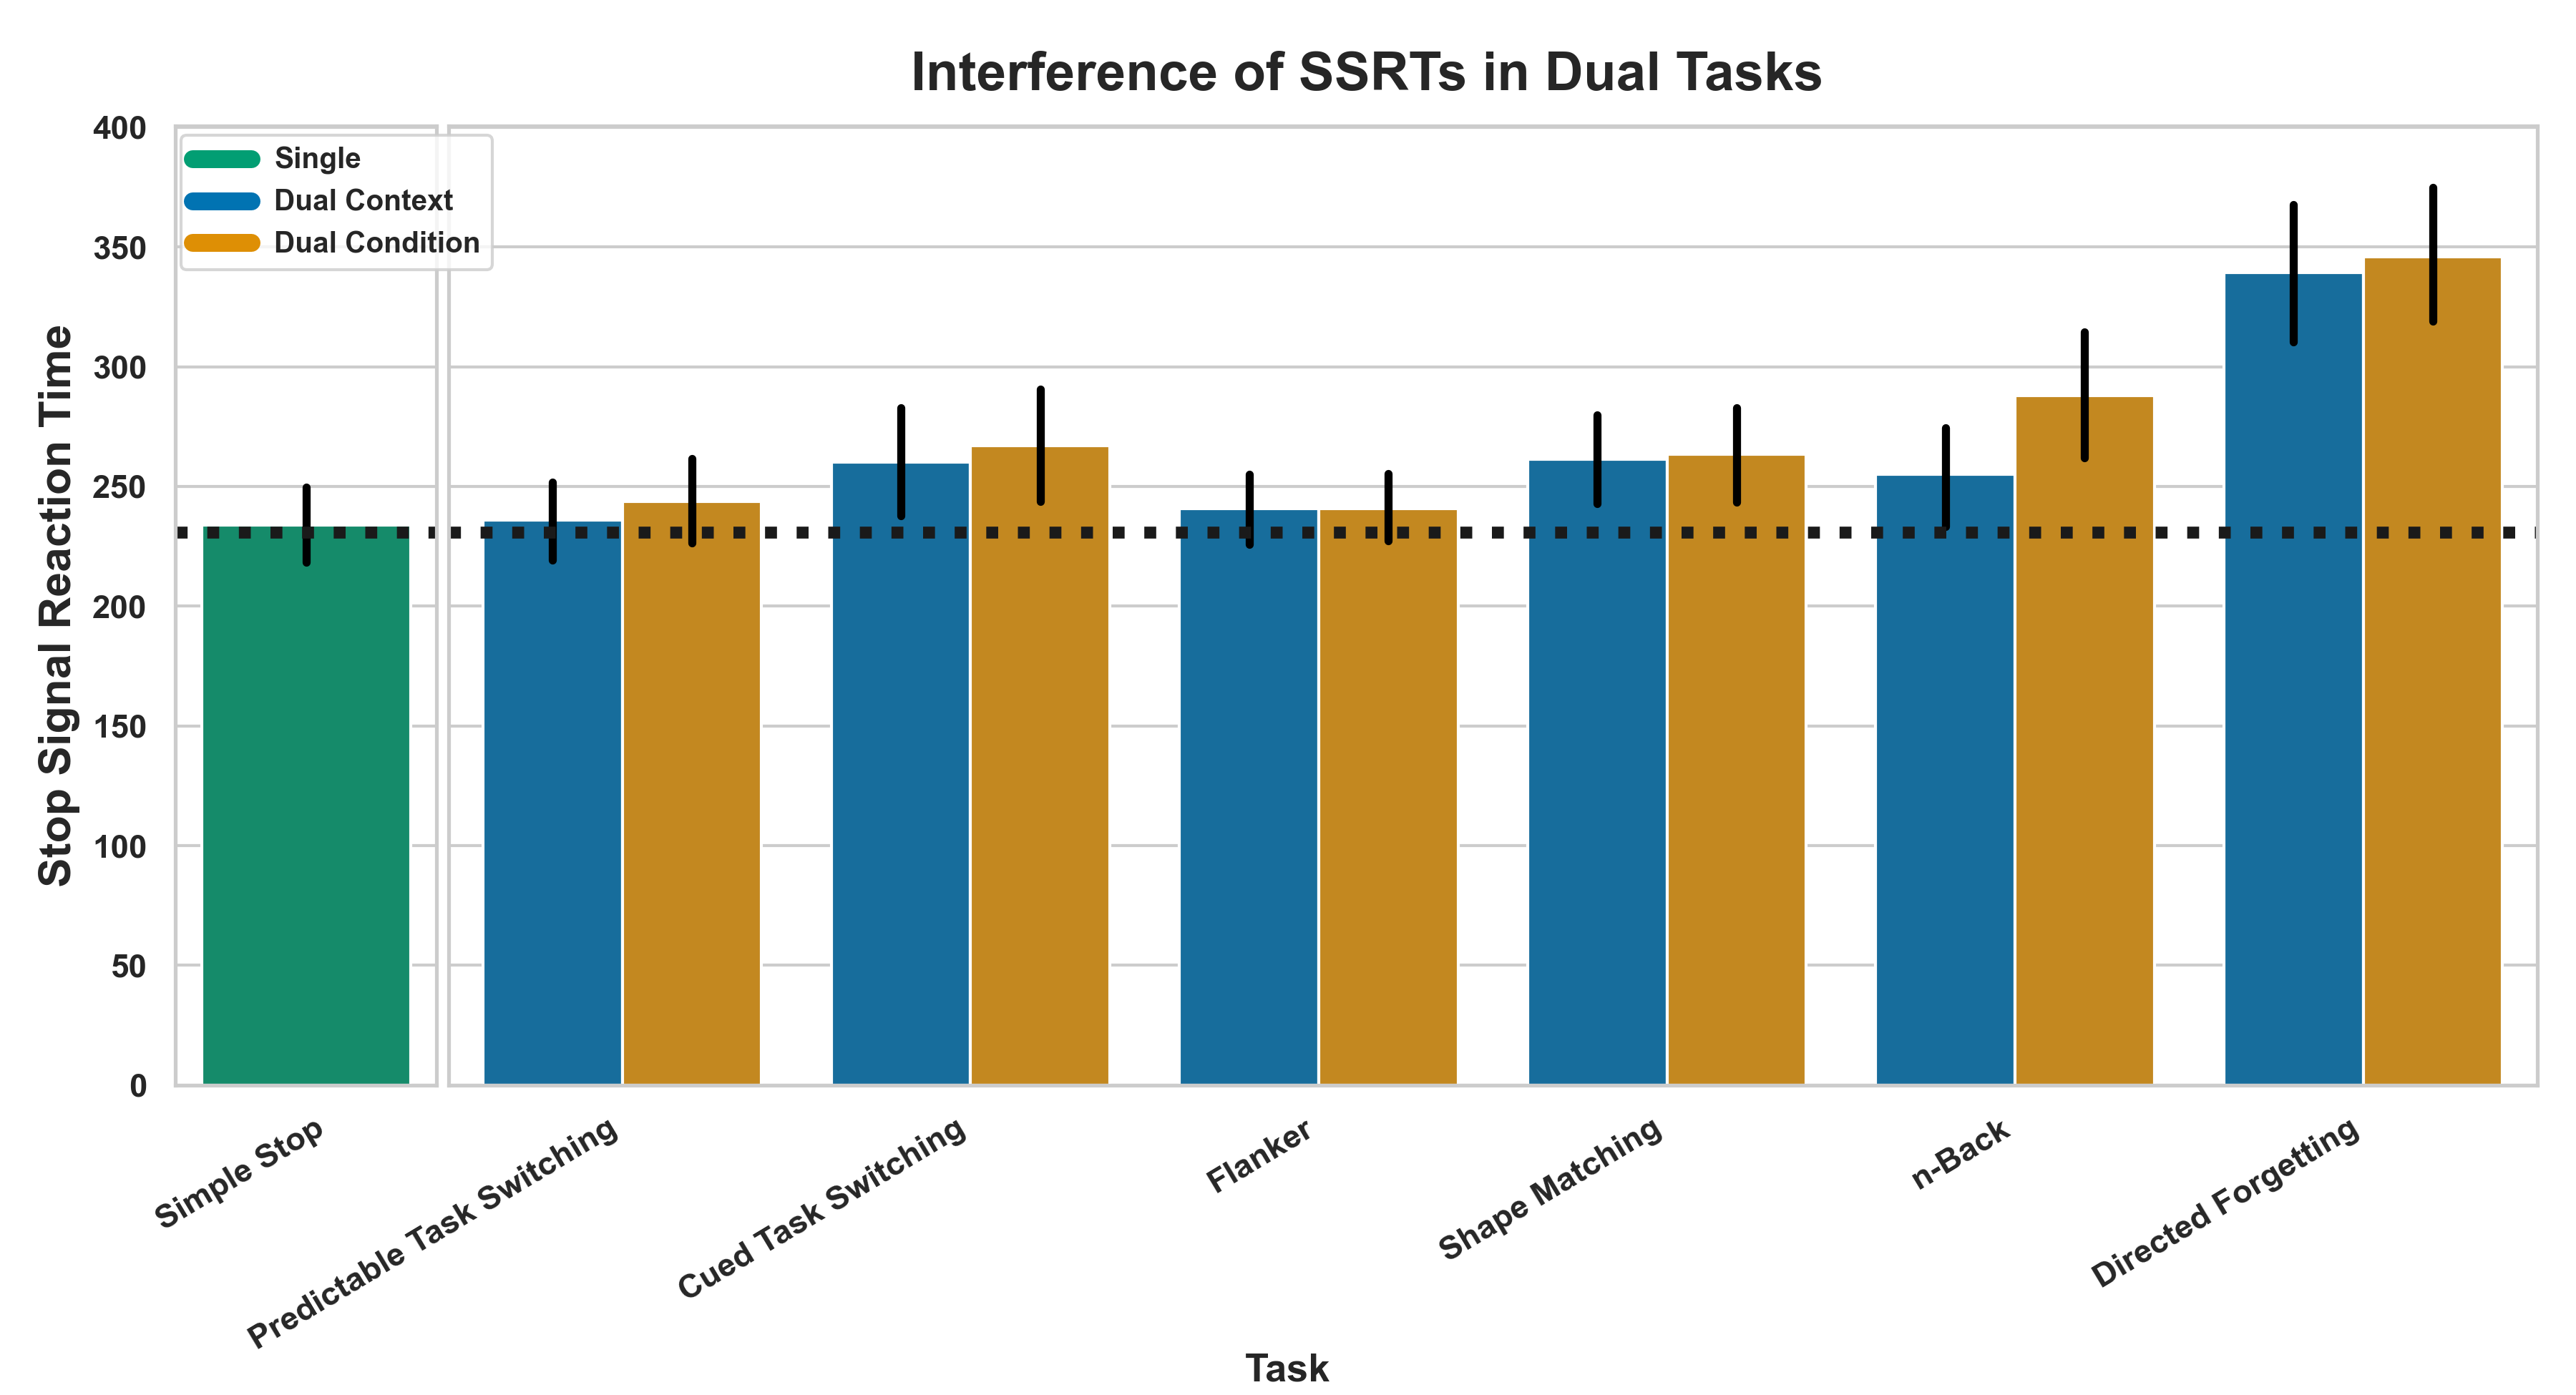 Interference of SSRTs in Dual Tasks
Stop Signal Reaction Time
400
350
300
250
200
150
100
50
0
Single
Dual Context
Dual Condition
Simple Stop
Predictable Task Switching
Cued Task Switching
Flanker
Shape Matching
n-Back
Directed Forgetting
Task